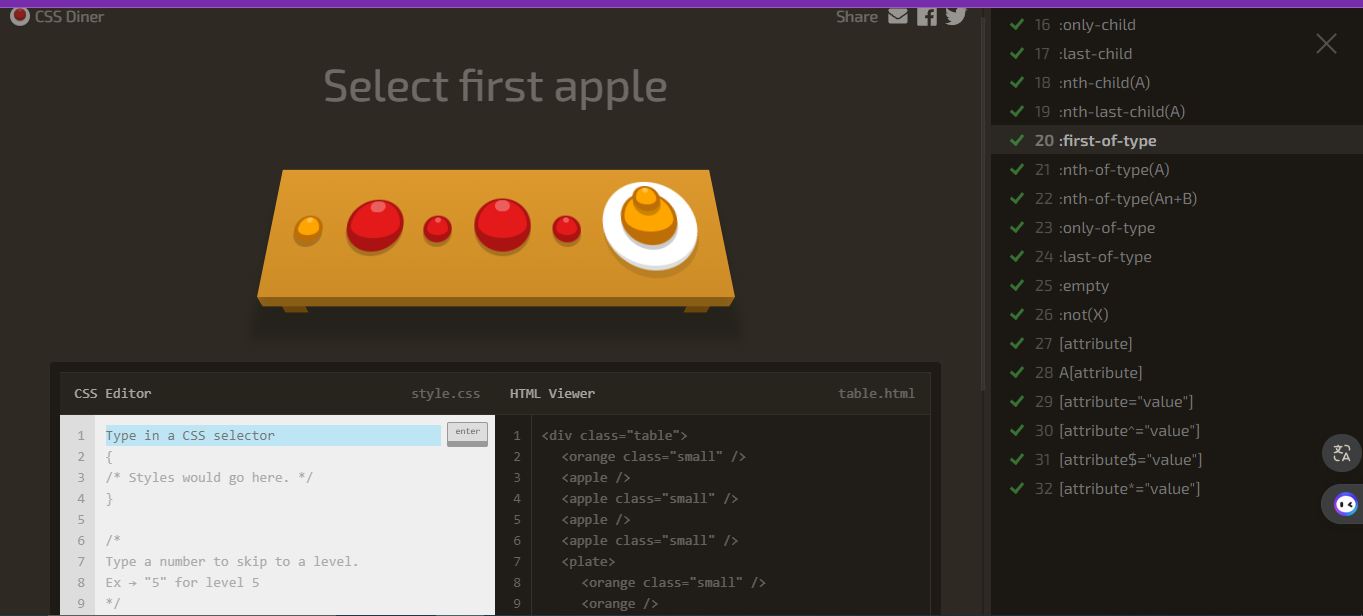 CSS Diner
Share
Select first apple
CSS Editor style.css
1 Type in a CSS selector enter
2 {
3 /* Styles would go here. */
4 }
5
6 /*
7 Type a number to skip to a level.
8 Ex → "5" for level 5
9 */
HTML Viewer table.html
1 <div class="table">
2 <orange class="small" />
3 <apple />
4 <apple class="small" />
5 <apple />
6 <apple class="small" />
7 <plate>
8 <orange class="small" />
9 <orange />
16 :only-child
17 :last-child
18 :nth-child(A)
19 :nth-last-child(A)
20 :first-of-type
21 :nth-of-type(A)
22 :nth-of-type(An+B)
23 :only-of-type
24 :last-of-type
25 :empty
26 :not(X)
27 [attribute]
28 A[attribute]
29 [attribute="value"]
30 [attribute^="value"]
31 [attribute$="value"]
32 [attribute*="value"]